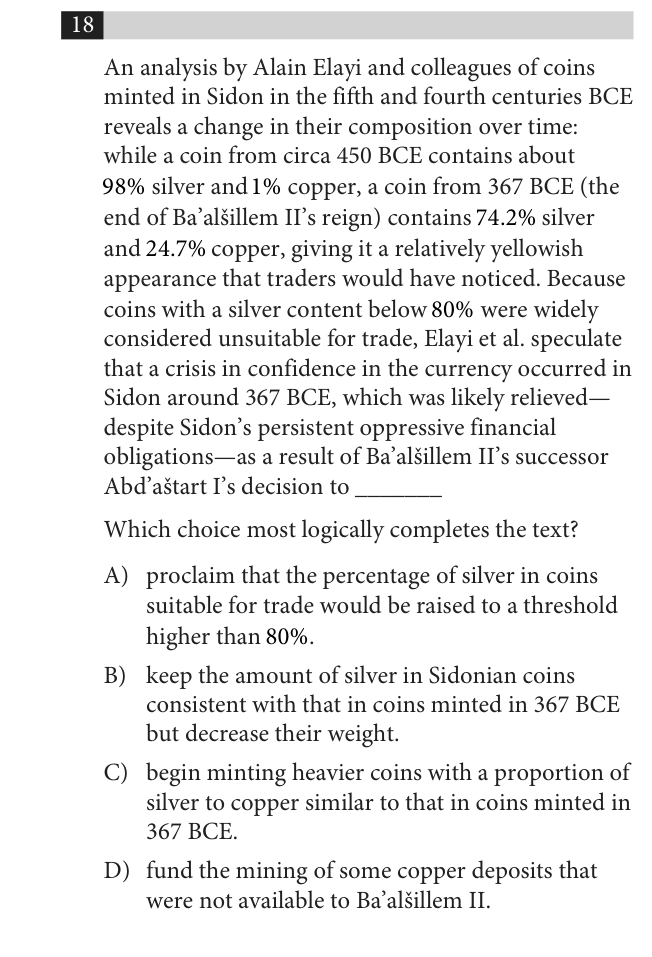 18
An analysis by Alain Elayi and colleagues of coins
minted in Sidon in the fifth and fourth centuries BCE
reveals a change in their composition over time:
while a coin from circa 450 BCE contains about
98% silver and 1% copper, a coin from 367 BCE (the
end of Ba’alšillem II’s reign) contains 74.2% silver
and 24.7% copper, giving it a relatively yellowish
appearance that traders would have noticed. Because
coins with a silver content below 80% were widely
considered unsuitable for trade, Elayi et al. speculate
that a crisis in confidence in the currency occurred in
Sidon around 367 BCE, which was likely relieved—
despite Sidon’s persistent oppressive financial
obligations—as a result of Ba’alšillem II’s successor
Abd’aštart I’s decision to _______
Which choice most logically completes the text?
A) proclaim that the percentage of silver in coins
suitable for trade would be raised to a threshold
higher than 80%.
B) keep the amount of silver in Sidonian coins
consistent with that in coins minted in 367 BCE
but decrease their weight.
C) begin minting heavier coins with a proportion of
silver to copper similar to that in coins minted in
367 BCE.
D) fund the mining of some copper deposits that
were not available to Ba’alšillem II.